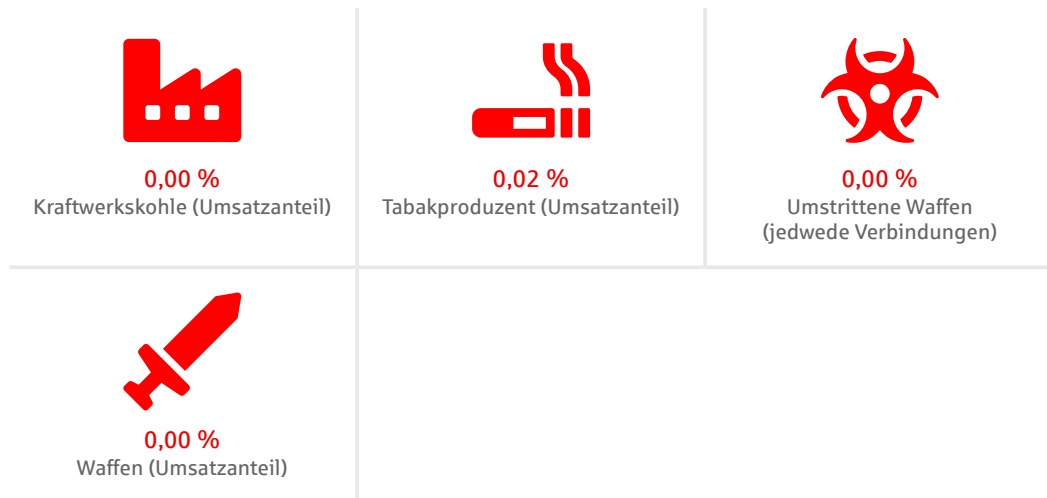 0,00 %
Kraftwerkskohle (Umsatzanteil)
0,02 %
Tabakproduzent (Umsatzanteil)
0,00 %
Umstrittene Waffen
(jedwede Verbindungen)
0,00 %
Waffen (Umsatzanteil)